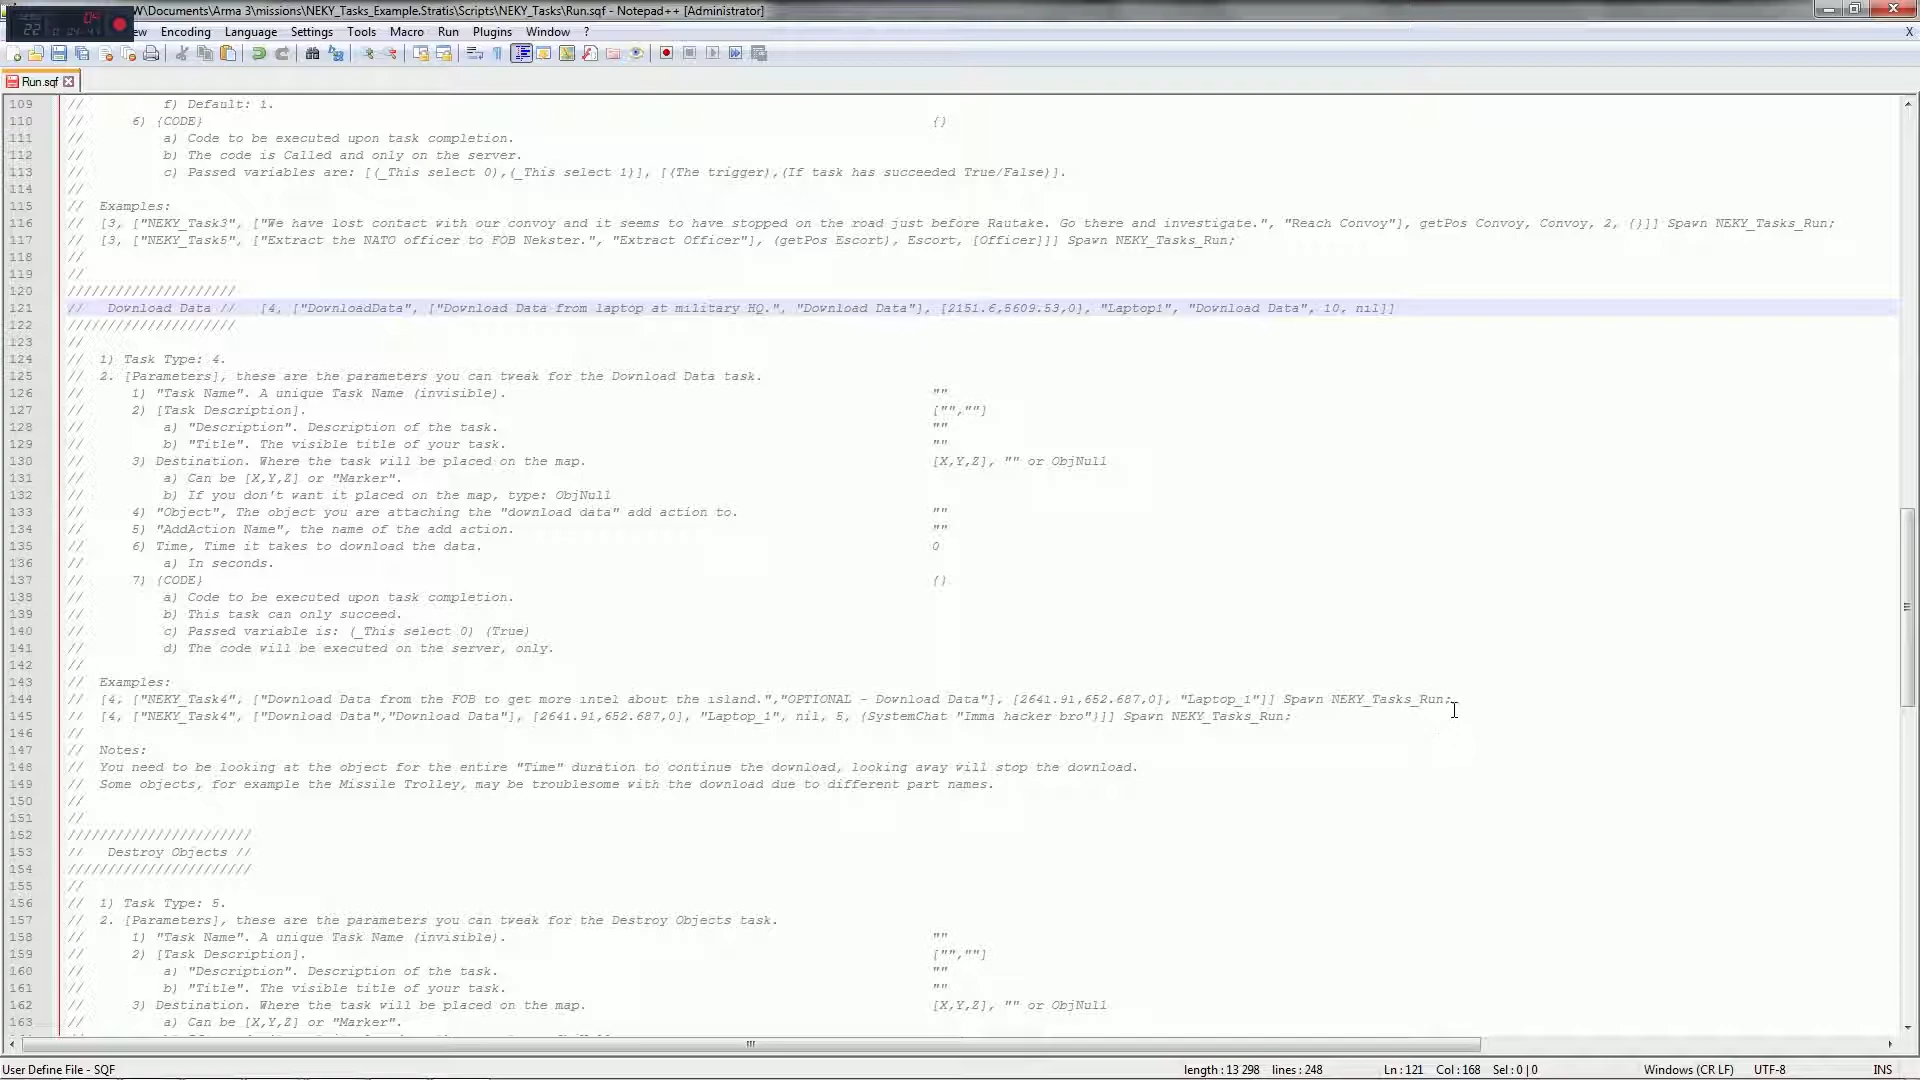 W\Documents\Arma 3\missions\NEKY_Tasks_Example.Stratis\Scripts\NEKY_Tasks\Run.sqf - Notepad++ [Administrator]
ew Encoding Language Settings Tools Macro Run Plugins Window ? X
Run.sqf
109 // f) Default: 1.
110 // 6) {CODE} {}
111 // a) Code to be executed upon task completion.
112 // b) The code is Called and only on the server.
113 // c) Passed variables are: [(_This select 0),(_This select 1)], [(The trigger),(If task has succeeded True/False)].
114 //
115 // Examples:
116 // [3, ["NEKY_Task3", ["We have lost contact with our convoy and it seems to have stopped on the road just before Rautake. Go there and investigate.", "Reach Convoy"], getPos Convoy, Convoy, 2, {}]] Spawn NEKY_Tasks_Run;
117 // [3, ["NEKY_Task5", ["Extract the NATO officer to FOB Nekster.", "Extract Officer"], (getPos Escort), Escort, [Officer]]] Spawn NEKY_Tasks_Run;
118 //
119 //
120 /////////////////////
121 // Download Data // [4, ["DownloadData", ["Download Data from laptop at military HQ.", "Download Data"], [2151.6,5609.53,0], "Laptop1", "Download Data", 10, nil]]
122 /////////////////////
123 //
124 // 1) Task Type: 4.
125 // 2. [Parameters], these are the parameters you can tweak for the Download Data task.
126 // 1) "Task Name". A unique Task Name (invisible). ""
127 // 2) [Task Description]. ["",""]
128 // a) "Description". Description of the task. ""
129 // b) "Title". The visible title of your task. ""
130 // 3) Destination. Where the task will be placed on the map. [X,Y,Z], "" or ObjNull
131 // a) Can be [X,Y,Z] or "Marker".
132 // b) If you don't want it placed on the map, type: ObjNull
133 // 4) "Object", The object you are attaching the "download data" add action to. ""
134 // 5) "AddAction Name", the name of the add action. ""
135 // 6) Time, Time it takes to download the data. 0
136 // a) In seconds.
137 // 7) {CODE} {}
138 // a) Code to be executed upon task completion.
139 // b) This task can only succeed.
140 // c) Passed variable is: (_This select 0) (True)
141 // d) The code will be executed on the server, only.
142 //
143 // Examples:
144 // [4, ["NEKY_Task4", ["Download Data from the FOB to get more intel about the island.","OPTIONAL - Download Data"], [2641.91,652.687,0], "Laptop_1"]] Spawn NEKY_Tasks_Run;
145 // [4, ["NEKY_Task4", ["Download Data","Download Data"], [2641.91,652.687,0], "Laptop_1", nil, 5, {SystemChat "Imma hacker bro"}]] Spawn NEKY_Tasks_Run;
146 //
147 // Notes:
148 // You need to be looking at the object for the entire "Time" duration to continue the download, looking away will stop the download.
149 // Some objects, for example the Missile Trolley, may be troublesome with the download due to different part names.
150 //
151 //
152 ///////////////////////
153 // Destroy Objects //
154 ///////////////////////
155 //
156 // 1) Task Type: 5.
157 // 2. [Parameters], these are the parameters you can tweak for the Destroy Objects task.
158 // 1) "Task Name". A unique Task Name (invisible). ""
159 // 2) [Task Description]. ["",""]
160 // a) "Description". Description of the task. ""
161 // b) "Title". The visible title of your task. ""
162 // 3) Destination. Where the task will be placed on the map. [X,Y,Z], "" or ObjNull
163 // a) Can be [X,Y,Z] or "Marker".
User Define File - SQF length : 13 298 lines : 248 Ln : 121 Col : 168 Sel : 0 | 0 Windows (CR LF) UTF-8 INS